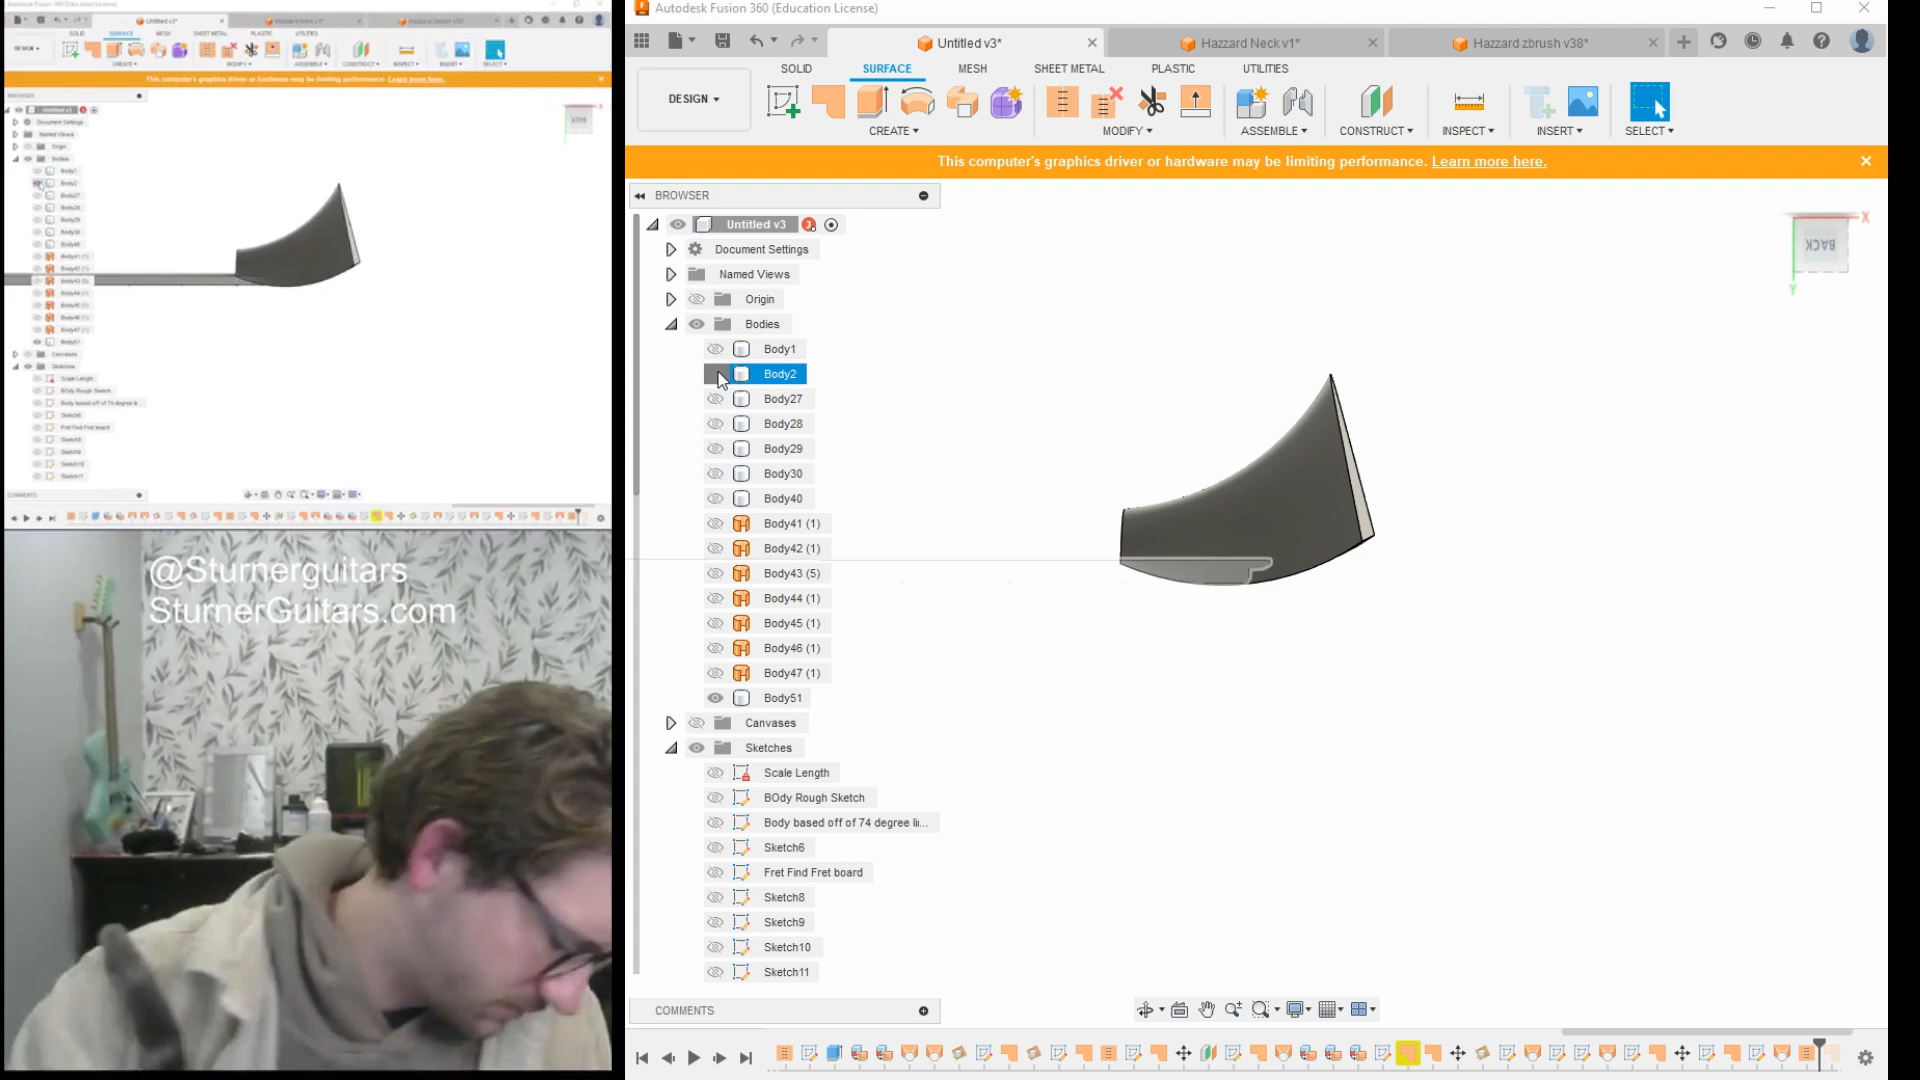 Autodesk Fusion 360 (Education License)
Untitled v3*
Hazzard Neck v1*
Hazzard zbrush v38*
SOLID
SURFACE
MESH
SHEET METAL
PLASTIC
UTILITIES
DESIGN
CREATE
MODIFY
ASSEMBLE
CONSTRUCT
INSPECT
INSERT
SELECT
This computer's graphics driver or hardware may be limiting performance. Learn more here.
BROWSER
Untitled v3
Document Settings
Named Views
Origin
Bodies
Body1
Body2
Body27
Body28
Body29
Body30
Body40
Body41 (1)
Body42 (1)
Body43 (5)
Body44 (1)
Body45 (1)
Body46 (1)
Body47 (1)
Body51
Canvases
Sketches
Scale Length
BOdy Rough Sketch
Body based off of 74 degree li...
Sketch6
Fret Find Fret board
Sketch8
Sketch9
Sketch10
Sketch11
COMMENTS
BACK
X
Y
@Sturnerguitars
SturnerGuitars.com